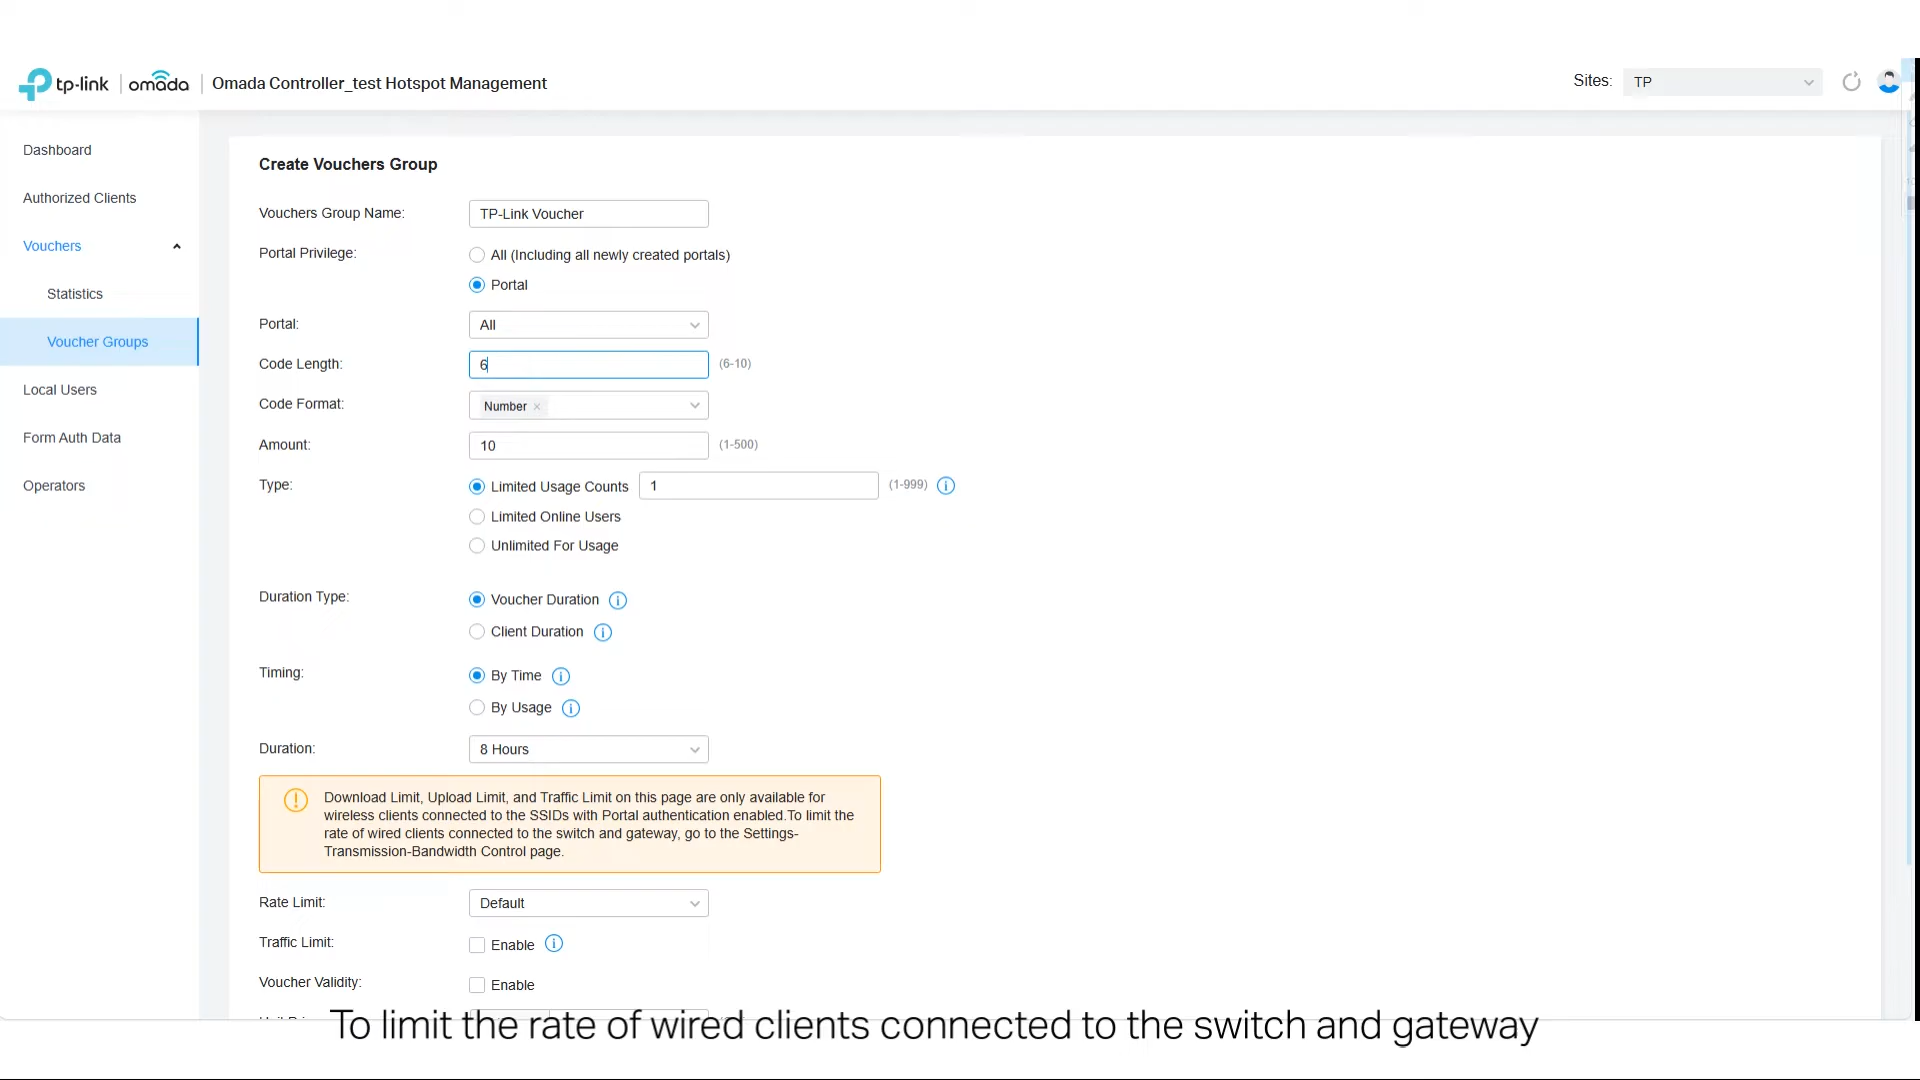 tp-link | omada | Omada Controller_test Hotspot Management
Sites: TP
Dashboard
Authorized Clients
Vouchers
Statistics
Voucher Groups
Local Users
Form Auth Data
Operators
Create Vouchers Group
Vouchers Group Name: TP-Link Voucher
Portal Privilege: All (Including all newly created portals)
Portal
Portal: All
Code Length: 6 (6-10)
Code Format: Number ×
Amount: 10 (1-500)
Type: Limited Usage Counts 1 (1-999)
Limited Online Users
Unlimited For Usage
Duration Type: Voucher Duration
Client Duration
Timing: By Time
By Usage
Duration: 8 Hours
Download Limit, Upload Limit, and Traffic Limit on this page are only available for
wireless clients connected to the SSIDs with Portal authentication enabled.To limit the
rate of wired clients connected to the switch and gateway, go to the Settings-
Transmission-Bandwidth Control page.
Rate Limit: Default
Traffic Limit: Enable
Voucher Validity: Enable
To limit the rate of wired clients connected to the switch and gateway